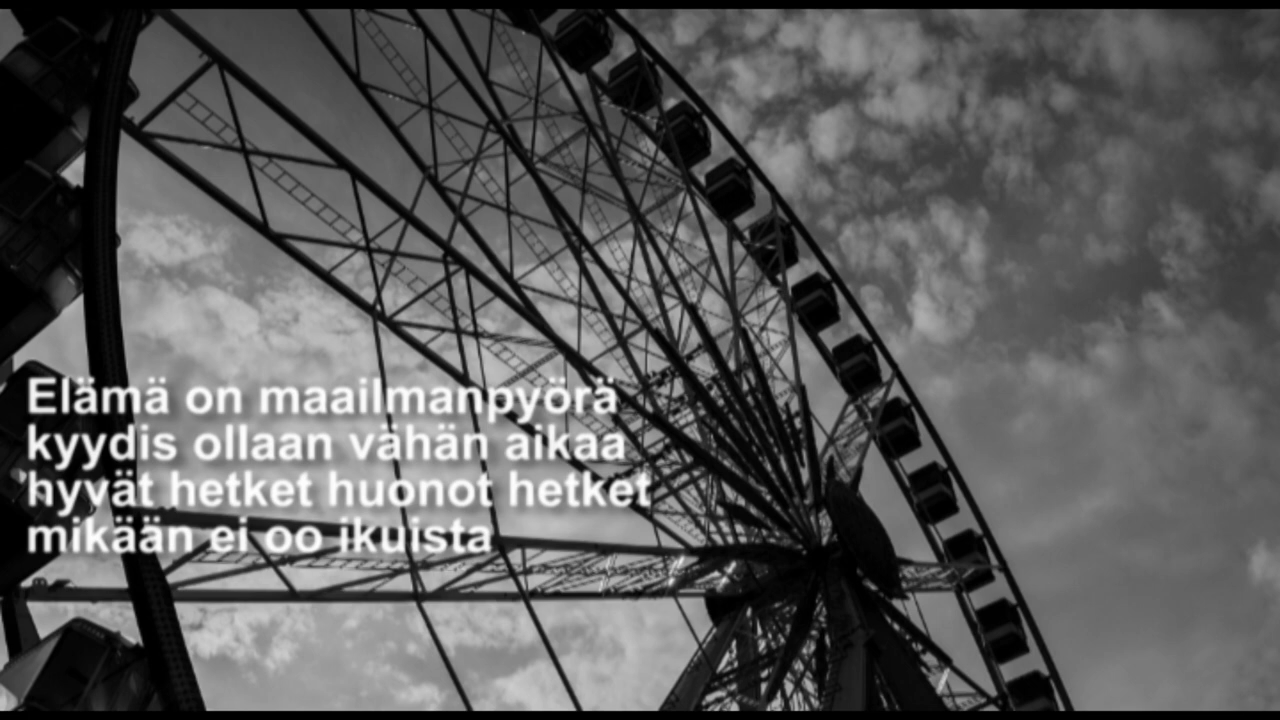 Elämä on maailmanpyörä
kyydis ollaan vähän aikaa
hyvät hetket huonot hetket
mikään ei oo ikuista